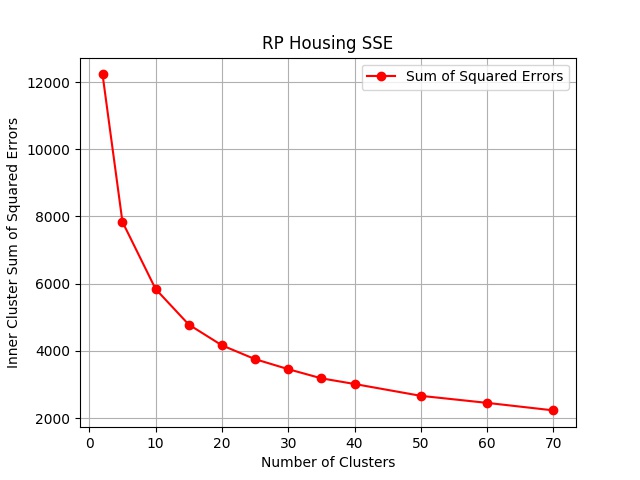 RP Housing SSE
Sum of Squared Errors
Inner Cluster Sum of Squared Errors
12000
10000
8000
6000
4000
2000
0 10 20 30 40 50 60 70
Number of Clusters